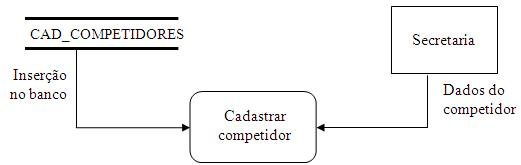 CAD_COMPETIDORES
Secretaria
Inserção
no banco
Dados do
competidor
Cadastrar
competidor